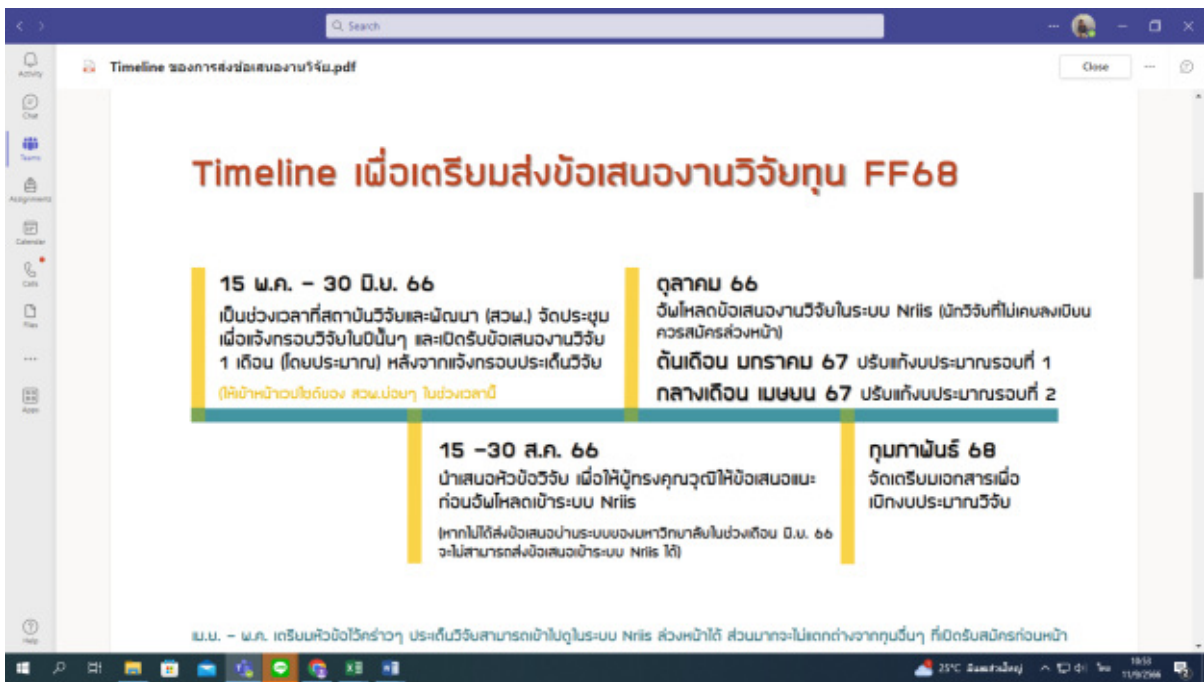 Search
Activity
Chat
Teams
Assignments
Calendar
Calls
Files
Apps
Help
Timeline ของการส่งข้อเสนองานวิจัย.pdf
Close
Timeline เพื่อเตรียมส่งข้อเสนองานวิจัยทุน FF68
15 พ.ค. – 30 มิ.ย. 66
เป็นช่วงเวลาที่สถาบันวิจัยและพัฒนา (สวพ.) จัดประชุม
เพื่อแจ้งกรอบวิจัยในปีนั้นๆ และเปิดรับข้อเสนองานวิจัย
1 เดือน (โดยประมาณ) หลังจากแจ้งกรอบประเด็นวิจัย
(ให้เข้าหน้าเวปไซต์ของ สวพ.บ่อยๆ ในช่วงเวลานี้
ตุลาคม 66
อัพโหลดข้อเสนองานวิจัยในระบบ Nriis (นักวิจัยที่ไม่เคยลงเบียน
ควรสมัครล่วงหน้า)
ต้นเดือน มกราคม 67 ปรับแก้งบประมาณรอบที่ 1
กลางเดือน เมษยน 67 ปรับแก้งบประมาณรอบที่ 2
15 –30 ส.ค. 66
นำเสนอหัวข้อวิจัย เพื่อให้ผู้ทรงคุณวุฒิให้ข้อเสนอแนะ
ก่อนอัพโหลดเข้าระบบ Nriis
(หากไม่ได้ส่งข้อเสนอผ่านระบบของมหาวิทยาลัยในช่วงเดือน มิ.ย. 66
จะไม่สามารถส่งข้อเสนอเข้าระบบ Nriis ได้)
กุมภาพันธ์ 68
จัดเตรียมเอกสารเพื่อ
เบิกงบประมาณวิจัย
เม.ย. – พ.ค. เตรียมหัวข้อไว้คร่าวๆ ประเด็นวิจัยสามารถเข้าไปดูในระบบ Nriis ล่วงหน้าได้ ส่วนมากจะไม่แตกต่างจากทุนอื่นๆ ที่เปิดรับสมัครก่อนหน้า
25°C มีแดดส่วนใหญ่
ไทย
10:53
11/9/2566